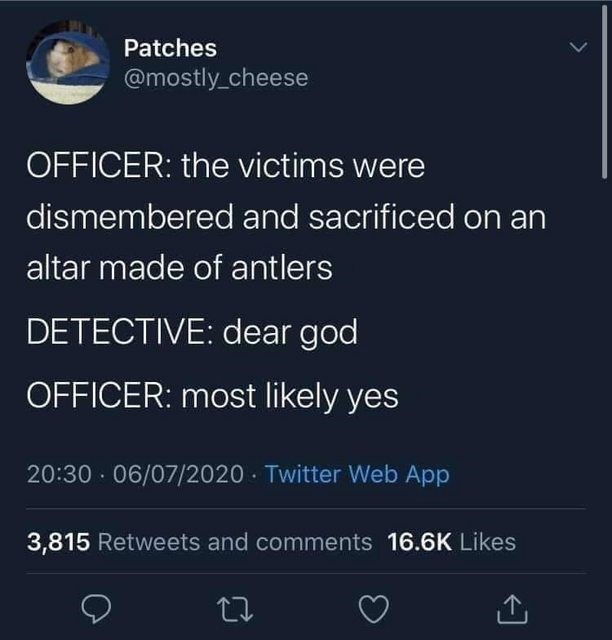 Patches
@mostly_cheese
OFFICER: the victims were
dismembered and sacrificed on an
altar made of antlers
DETECTIVE: dear god
OFFICER: most likely yes
20:30 · 06/07/2020 · Twitter Web App
3,815 Retweets and comments 16.6K Likes